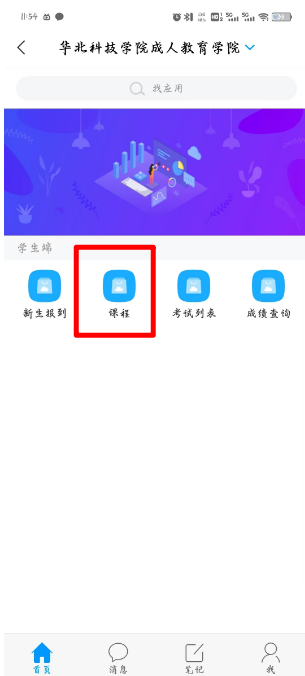 11:54
华北科技学院成人教育学院
找应用
学生端
新生报到 课程 考试列表 成绩查询
首页 消息 笔记 我